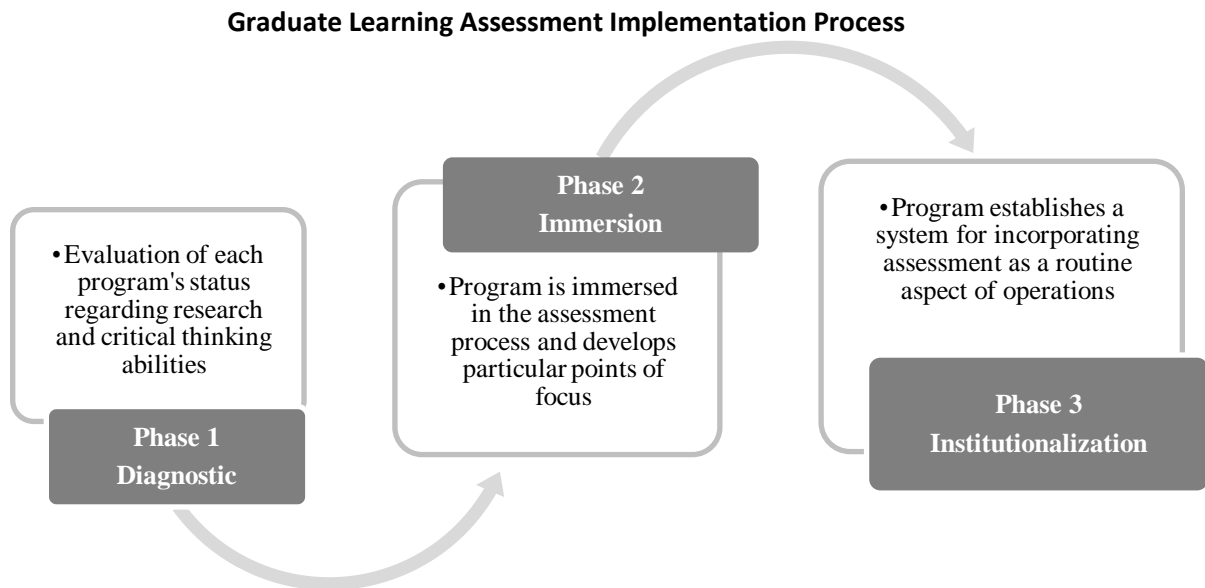 Graduate Learning Assessment Implementation Process
•Evaluation of each
program's status
regarding research
and critical thinking
abilities
Phase 1
Diagnostic
Phase 2
Immersion
•Program is immersed
in the assessment
process and develops
particular points of
focus
•Program establishes a
system for incorporating
assessment as a routine
aspect of operations
Phase 3
Institutionalization